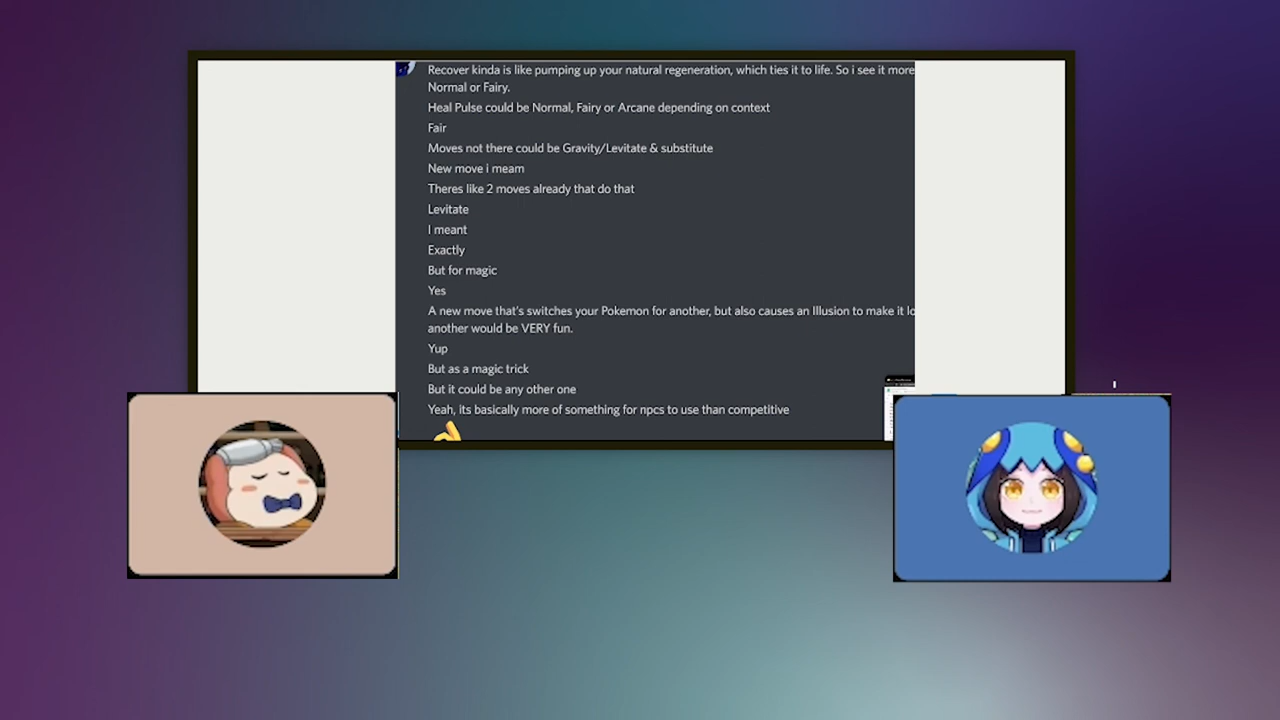 Recover kinda is like pumping up your natural regeneration, which ties it to life. So i see it more
Normal or Fairy.
Heal Pulse could be Normal, Fairy or Arcane depending on context
Fair
Moves not there could be Gravity/Levitate & substitute
New move i meam
Theres like 2 moves already that do that
Levitate
I meant
Exactly
But for magic
Yes
A new move that's switches your Pokemon for another, but also causes an Illusion to make it lo
another would be VERY fun.
Yup
But as a magic trick
But it could be any other one
Yeah, its basically more of something for npcs to use than competitive